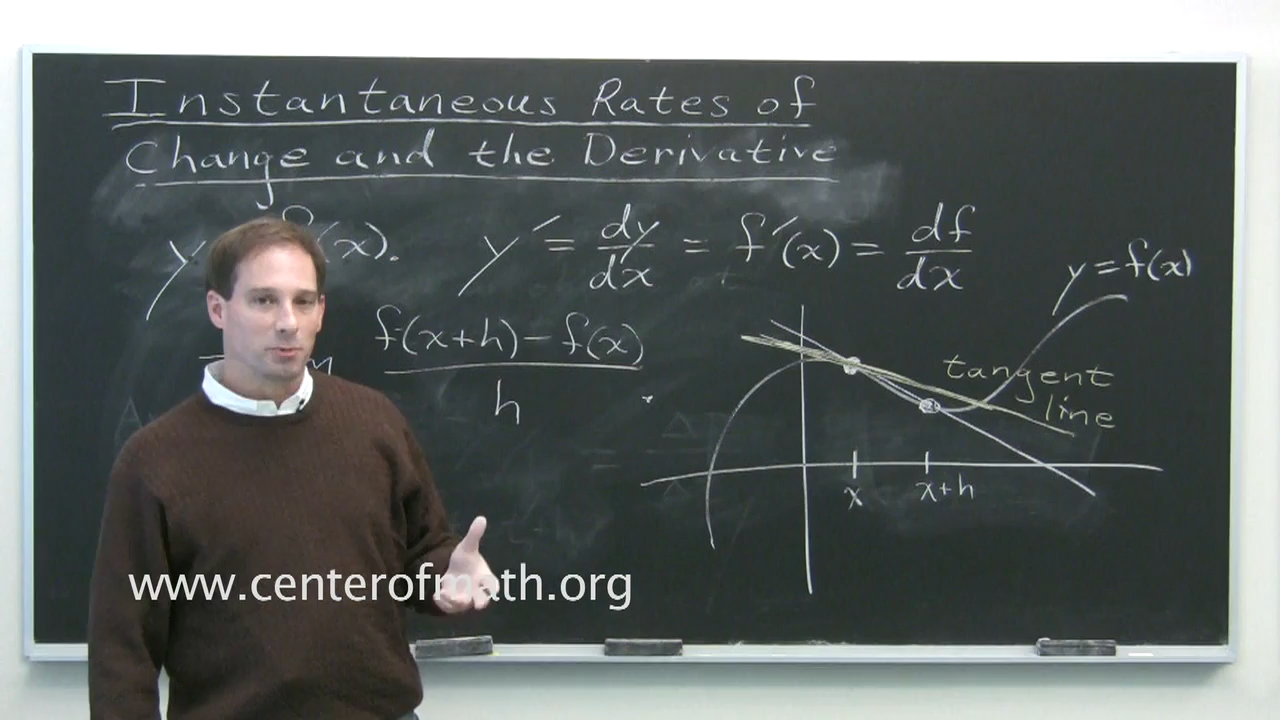 Instantaneous Rates of
Change and the Derivative
y f(x). y′ = dy/dx = f′(x) = df/dx
y = f(x)
f(x+h) − f(x)
h
tangent
line
x x+h
www.centerofmath.org